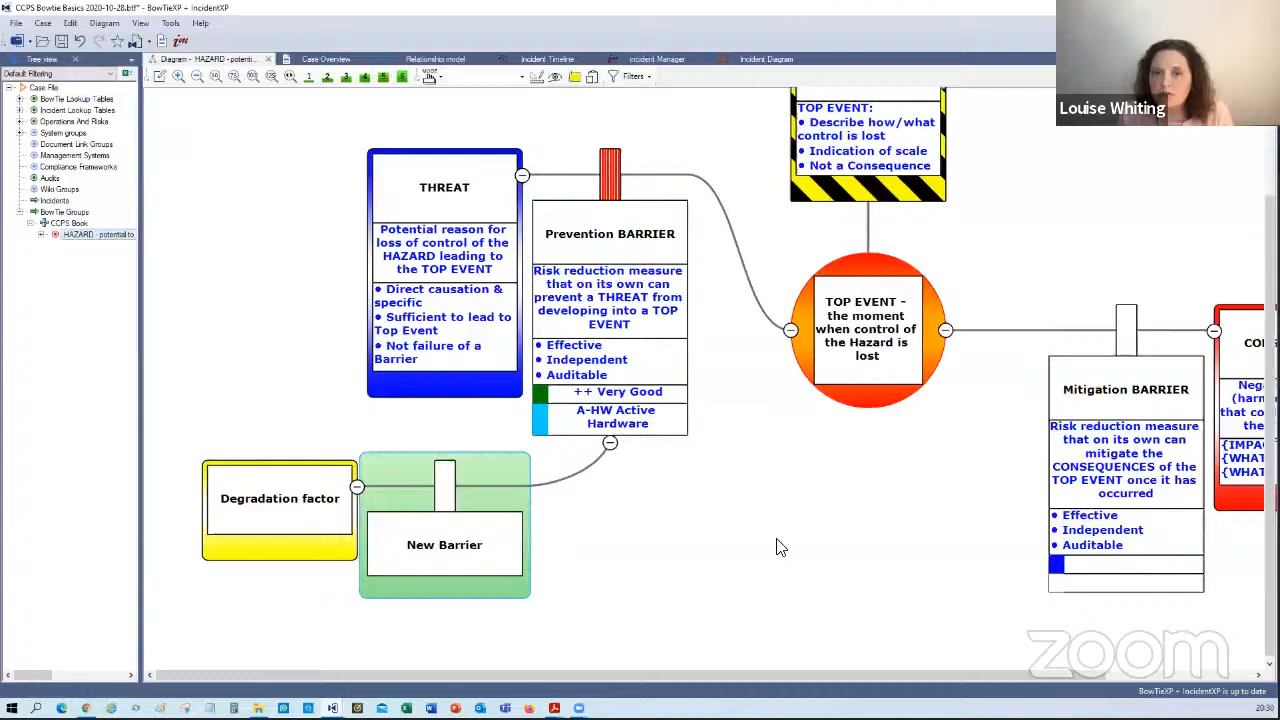 CCPS Bowtie Basics 2020-10-28.btf* - BowTieXP + IncidentXP
File Case Edit Diagram View Tools Help
Tree view
Diagram - HAZARD - potenti...
Case Overview
Relationship model
Incident Timeline
Incident Manager
Incident Diagram
Default Filtering
MODE
Filters
Case File
BowTie Lookup Tables
Incident Lookup Tables
Operations And Risks
System groups
Document Link Groups
Management Systems
Compliance Frameworks
Audits
Wiki Groups
Incidents
BowTie Groups
CCPS Book
HAZARD - potential to
Louise Whiting
TOP EVENT:
• Describe how/what
control is lost
• Indication of scale
• Not a Consequence
THREAT
Potential reason for
loss of control of the
HAZARD leading to
the TOP EVENT
• Direct causation &
specific
• Sufficient to lead to
Top Event
• Not failure of a
Barrier
Prevention BARRIER
Risk reduction measure
that on its own can
prevent a THREAT from
developing into a TOP
EVENT
• Effective
• Independent
• Auditable
++ Very Good
A-HW Active
Hardware
TOP EVENT -
the moment
when control of
the Hazard is
lost
Mitigation BARRIER
Risk reduction measure
that on its own can
mitigate the
CONSEQUENCES of the
TOP EVENT once it has
occurred
• Effective
• Independent
• Auditable
{WHAT
{WHAT
Degradation factor
New Barrier
zoom
BowTieXP + IncidentXP is up to date
20:30